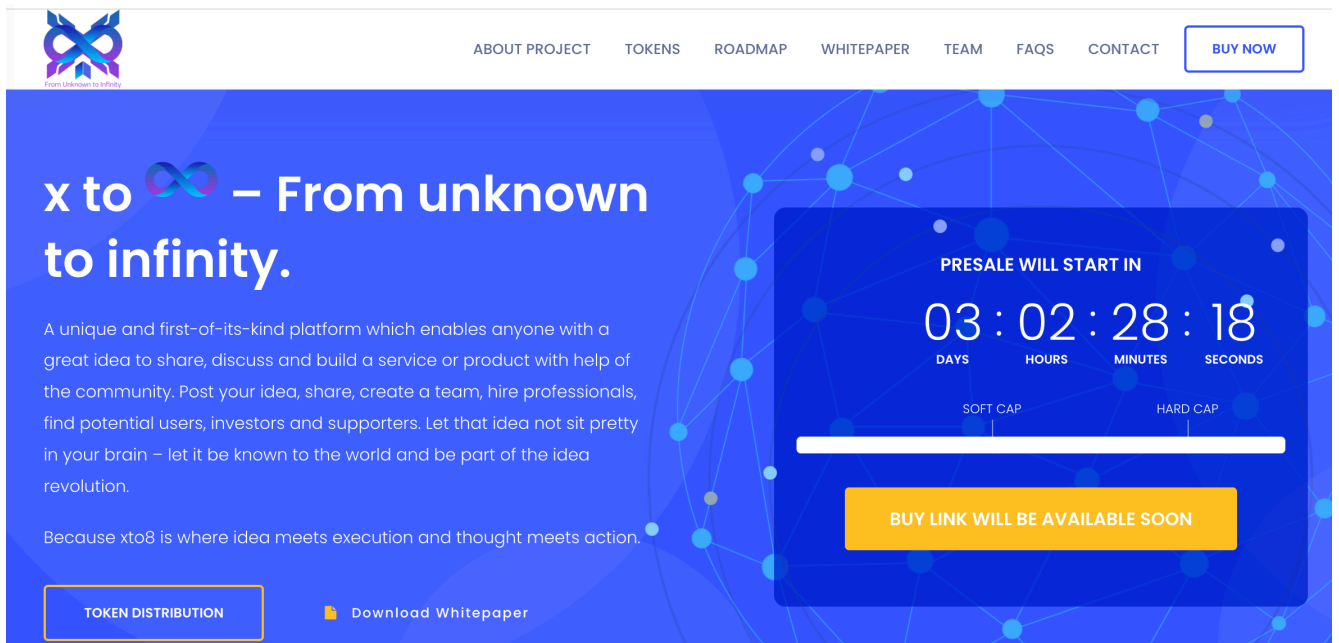 From Unknown to Infinity
ABOUT PROJECT TOKENS ROADMAP WHITEPAPER TEAM FAQS CONTACT BUY NOW
x to ∞ – From unknown
to infinity.
A unique and first-of-its-kind platform which enables anyone with a
great idea to share, discuss and build a service or product with help of
the community. Post your idea, share, create a team, hire professionals,
find potential users, investors and supporters. Let that idea not sit pretty
in your brain – let it be known to the world and be part of the idea
revolution.
Because xto8 is where idea meets execution and thought meets action.
TOKEN DISTRIBUTION
Download Whitepaper
PRESALE WILL START IN
03 : 02 : 28 : 18
DAYS HOURS MINUTES SECONDS
SOFT CAP HARD CAP
BUY LINK WILL BE AVAILABLE SOON